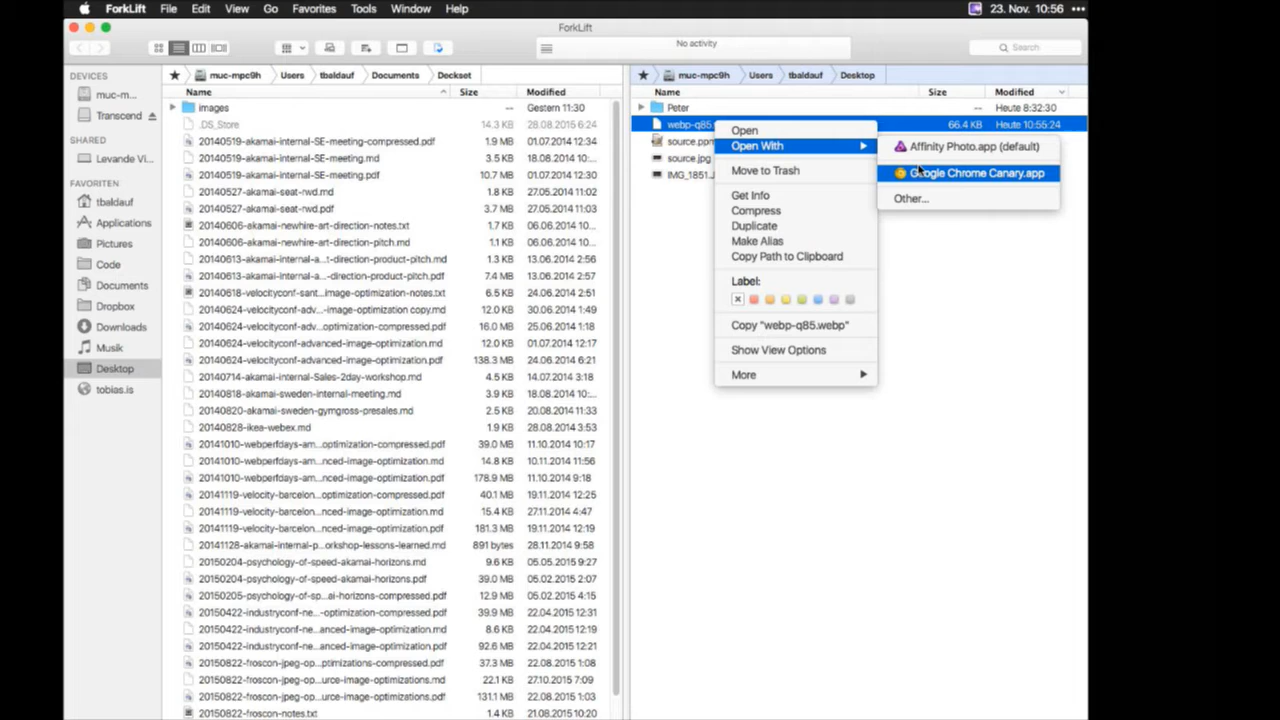 ForkLift File Edit View Go Favorites Tools Window Help 23. Nov. 10:56
ForkLift
No activity
Search
DEVICES
muc-m...
Transcend
SHARED
Levande Vi...
FAVORITEN
tbaldauf
Applications
Pictures
Code
Documents
Dropbox
Downloads
Musik
Desktop
tobias.is
muc-mpc9h Users tbaldauf Documents Deckset
Name Size Modified
images -- Gestern 11:30
.DS_Store 14.3 KB 28.08.2015 6:24
20140519-akamai-internal-SE-meeting-compressed.pdf 1.9 MB 01.07.2014 12:34
20140519-akamai-internal-SE-meeting.md 1.9 KB 18.08.2014 10...
20140519-akamai-internal-SE-meeting.pdf 10.7 MB 01.07.2014 12:34
20140527-akamai-seat-rwd.md 1.8 KB 27.05.2014 11:02
20140527-akamai-seat-rwd.pdf 3.7 MB 27.05.2014 11:09
20140606-akamai-newhire-art-direction-notes.txt 1.2 KB 06.06.2014 10...
20140606-akamai-newhire-art-direction-pitch.md 1.1 KB 06.06.2014 10...
20140613-akamai-internal-a...t-direction-product-pitch.md 1.3 KB 13.06.2014 2:56
20140613-akamai-internal-a...-direction-product-pitch.pdf 7.4 MB 13.06.2014 2:56
20140618-velocityconf-sant...image-optimization-notes.txt 6.5 KB 24.06.2014 2:51
20140624-velocityconf-adv...-image-optimization copy.md 12.0 KB 30.06.2014 1:49
20140624-velocityconf-adv...optimization-compressed.pdf 16.0 MB 25.06.2014 1:18
20140624-velocityconf-advanced-image-optimization.md 12.0 KB 01.07.2014 12:17
20140624-velocityconf-advanced-image-optimization.pdf 138.3 MB 24.06.2014 6:21
20140714-akamai-internal-Sales-2day-workshop.md 4.5 KB 14.07.2014 3:18
20140818-akamai-sweden-internal-meeting.md 3.9 KB 18.08.2014 10...
20140820-akamai-sweden-gymgross-presales.md 2.5 KB 20.08.2014 11:33
20140828-ikea-webex.md 1.9 KB 28.08.2014 3:53
20141010-webperfdays-am...optimization-compressed.pdf 39.0 MB 11.10.2014 10:17
20141010-webperfdays-am...nced-image-optimization.md 14.8 KB 10.11.2014 11:56
20141010-webperfdays-am...nced-image-optimization.pdf 178.9 MB 10.11.2014 9:18
20141119-velocity-barcelon...optimization-compressed.pdf 40.1 MB 19.11.2014 12:25
20141119-velocity-barcelon...nced-image-optimization.md 15.4 KB 27.11.2014 4:47
20141119-velocity-barcelon...nced-image-optimization.pdf 181.3 MB 19.11.2014 12:19
20141128-akamai-internal-p...orkshop-lessons-learned.md 891 bytes 28.11.2014 9:58
20150204-psychology-of-speed-akamai-horizons.md 9.6 KB 05.05.2015 9:27
20150205-psychology-of-speed-akamai-horizons.pdf 39.0 MB 05.02.2015 2:07
20150205-psychology-of-sp...ai-horizons-compressed.pdf 12.9 MB 05.02.2015 4:15
20150422-industryconf-ne...-optimization-compressed.pdf 39.9 MB 22.04.2015 12:31
20150422-industryconf-ne...anced-image-optimization.md 8.6 KB 22.04.2015 12:19
20150422-industryconf-ne...anced-image-optimization.pdf 92.6 MB 22.04.2015 12:21
20150822-froscon-jpeg-op...ptimizations-compressed.pdf 37.3 MB 22.08.2015 1:08
20150822-froscon-jpeg-op...urce-image-optimizations.md 27.10.2015 7:09
20150822-froscon-jpeg-op...urce-image-optimizations.pdf 131.1 MB 22.08.2015 1:03
20150822-froscon-notes.txt 1.4 KB 21.08.2015 10:20
muc-mpc9h Users tbaldauf Desktop
Name Size Modified
Peter -- Heute 8:32:30
webp-q85. 66.4 KB Heute 10:55:24
source.ppm
source.jpg
IMG_1851.J
Open
Open With
Move to Trash
Get Info
Compress
Duplicate
Make Alias
Copy Path to Clipboard
Label:
Copy "webp-q85.webp"
Show View Options
More
Affinity Photo.app (default)
Google Chrome Canary.app
Other...